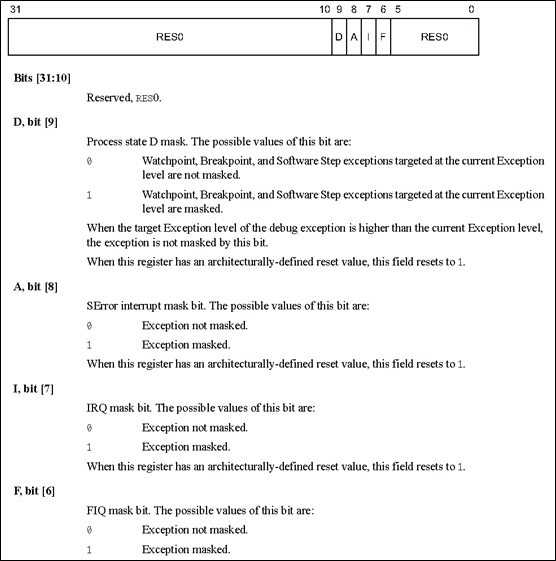 31 10 9 8 7 6 5 0
RES0 D A I F RES0
Bits [31:10]
Reserved, RES0.
D, bit [9]
Process state D mask. The possible values of this bit are:
0 Watchpoint, Breakpoint, and Software Step exceptions targeted at the current Exception
level are not masked.
1 Watchpoint, Breakpoint, and Software Step exceptions targeted at the current Exception
level are masked.
When the target Exception level of the debug exception is higher than the current Exception level,
the exception is not masked by this bit.
When this register has an architecturally-defined reset value, this field resets to 1.
A, bit [8]
SError interrupt mask bit. The possible values of this bit are:
0 Exception not masked.
1 Exception masked.
When this register has an architecturally-defined reset value, this field resets to 1.
I, bit [7]
IRQ mask bit. The possible values of this bit are:
0 Exception not masked.
1 Exception masked.
When this register has an architecturally-defined reset value, this field resets to 1.
F, bit [6]
FIQ mask bit. The possible values of this bit are:
0 Exception not masked.
1 Exception masked.